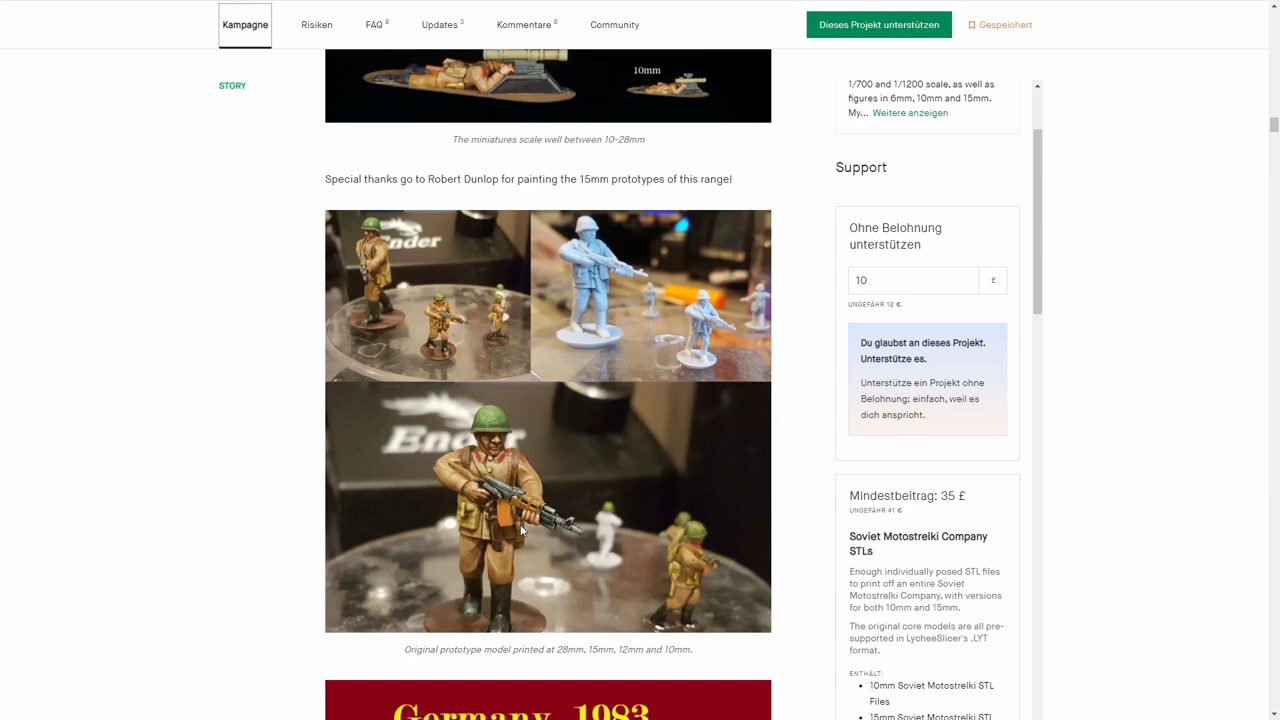 Kampagne
Risiken
FAQ 8
Updates 3
Kommentare 8
Community
Dieses Projekt unterstützen
Gespeichert
STORY
10mm
The miniatures scale well between 10-28mm
Special thanks go to Robert Dunlop for painting the 15mm prototypes of this range!
nder
Ender
Original prototype model printed at 28mm, 15mm, 12mm and 10mm.
Germany, 1983
1/700 and 1/1200 scale, as well as
figures in 6mm, 10mm and 15mm.
My... Weitere anzeigen
Support
Ohne Belohnung
unterstützen
10 £
UNGEFÄHR 12 €
Du glaubst an dieses Projekt.
Unterstütze es.
Unterstütze ein Projekt ohne
Belohnung; einfach, weil es
dich anspricht.
Mindestbeitrag: 35 £
UNGEFÄHR 41 €
Soviet Motostrelki Company
STLs
Enough individually posed STL files
to print off an entire Soviet
Motostrelki Company, with versions
for both 10mm and 15mm.
The original core models are all pre-
supported in LycheeSlicer's .LYT
format.
ENTHÄLT:
• 10mm Soviet Motostrelki STL
Files
• 15mm Soviet Motostrelki STL